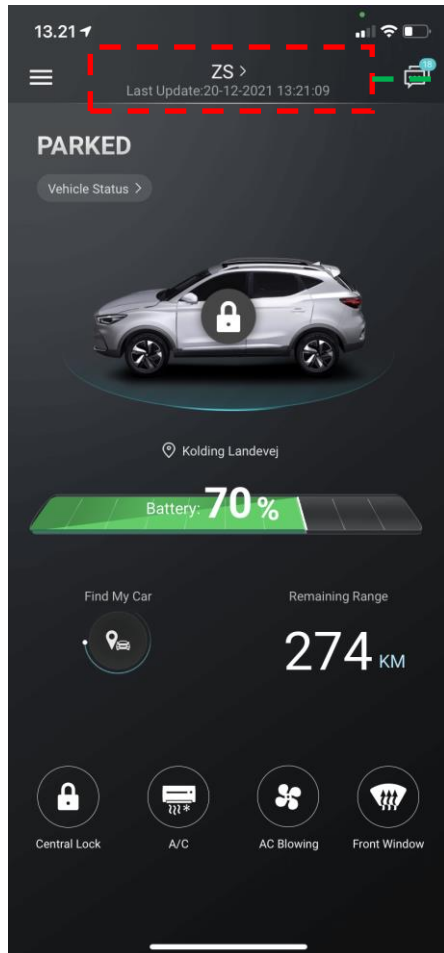 13.21
ZS >
18
Last Update:20-12-2021 13:21:09
PARKED
Vehicle Status >
Kolding Landevej
Battery: 70%
Find My Car
Remaining Range
274 KM
Central Lock
A/C
AC Blowing
Front Window